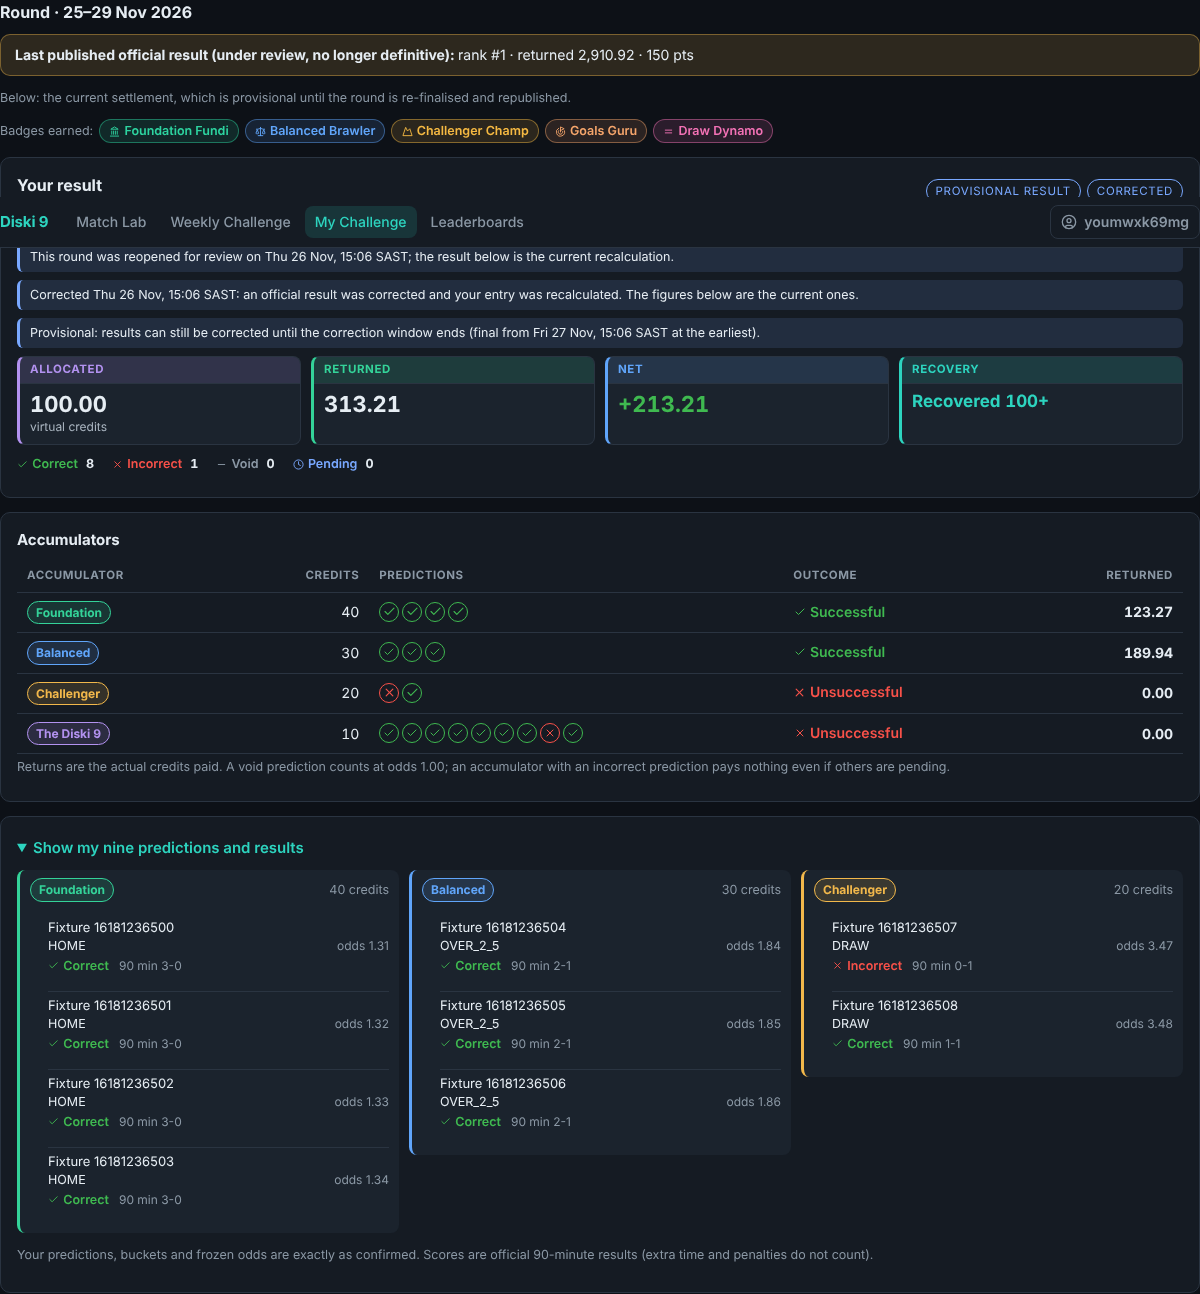 Round · 25–29 Nov 2026
Last published official result (under review, no longer definitive): rank #1 · returned 2,910.92 · 150 pts
Below: the current settlement, which is provisional until the round is re-finalised and republished.
Badges earned: Foundation Fundi Balanced Brawler Challenger Champ Goals Guru Draw Dynamo
Your result PROVISIONAL RESULT CORRECTED
Diski 9 Match Lab Weekly Challenge My Challenge Leaderboards youmwxk69mg
This round was reopened for review on Thu 26 Nov, 15:06 SAST; the result below is the current recalculation.
Corrected Thu 26 Nov, 15:06 SAST: an official result was corrected and your entry was recalculated. The figures below are the current ones.
Provisional: results can still be corrected until the correction window ends (final from Fri 27 Nov, 15:06 SAST at the earliest).
ALLOCATED RETURNED NET RECOVERY
100.00 313.21 +213.21 Recovered 100+
virtual credits
Correct 8 Incorrect 1 Void 0 Pending 0
Accumulators
ACCUMULATOR CREDITS PREDICTIONS OUTCOME RETURNED
Foundation 40 Successful 123.27
Balanced 30 Successful 189.94
Challenger 20 Unsuccessful 0.00
The Diski 9 10 Unsuccessful 0.00
Returns are the actual credits paid. A void prediction counts at odds 1.00; an accumulator with an incorrect prediction pays nothing even if others are pending.
Show my nine predictions and results
Foundation 40 credits
Fixture 16181236500
HOME odds 1.31
Correct 90 min 3-0
Fixture 16181236501
HOME odds 1.32
Correct 90 min 3-0
Fixture 16181236502
HOME odds 1.33
Correct 90 min 3-0
Fixture 16181236503
HOME odds 1.34
Correct 90 min 3-0
Balanced 30 credits
Fixture 16181236504
OVER_2_5 odds 1.84
Correct 90 min 2-1
Fixture 16181236505
OVER_2_5 odds 1.85
Correct 90 min 2-1
Fixture 16181236506
OVER_2_5 odds 1.86
Correct 90 min 2-1
Challenger 20 credits
Fixture 16181236507
DRAW odds 3.47
Incorrect 90 min 0-1
Fixture 16181236508
DRAW odds 3.48
Correct 90 min 1-1
Your predictions, buckets and frozen odds are exactly as confirmed. Scores are official 90-minute results (extra time and penalties do not count).